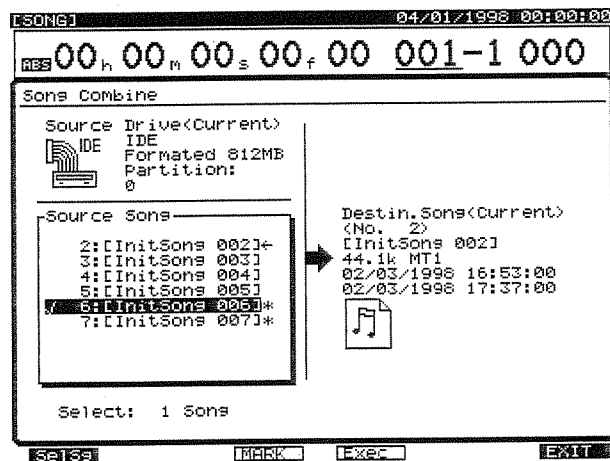 [SONG] 04/01/1998 00:00:00
ABS 00h 00m 00s 00f 00 001-1 000
Song Combine
Source Drive(Current)
IDE
IDE
Formated 812MB
Partition:
0
Source Song
2:[InitSong 002]←
3:[InitSong 003]
4:[InitSong 004]
5:[InitSong 005]
✓ 6:[InitSong 006]*
7:[InitSong 007]*
Select: 1 Song
Destin.Song(Current)
(No. 2)
[InitSong 002]
44.1k MT1
02/03/1998 16:53:00
02/03/1998 17:37:00
SelSg MARK Exec EXIT